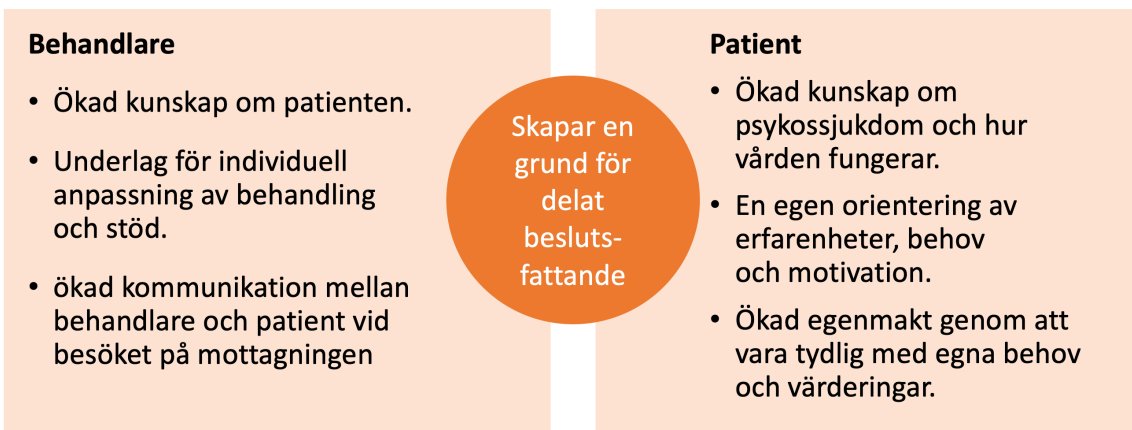 Behandlare
• Ökad kunskap om patienten.
• Underlag för individuell
anpassning av behandling
och stöd.
• ökad kommunikation mellan
behandlare och patient vid
besöket på mottagningen
Skapar en
grund för
delat
besluts-
fattande
Patient
• Ökad kunskap om
psykossjukdom och hur
vården fungerar.
• En egen orientering av
erfarenheter, behov
och motivation.
• Ökad egenmakt genom att
vara tydlig med egna behov
och värderingar.